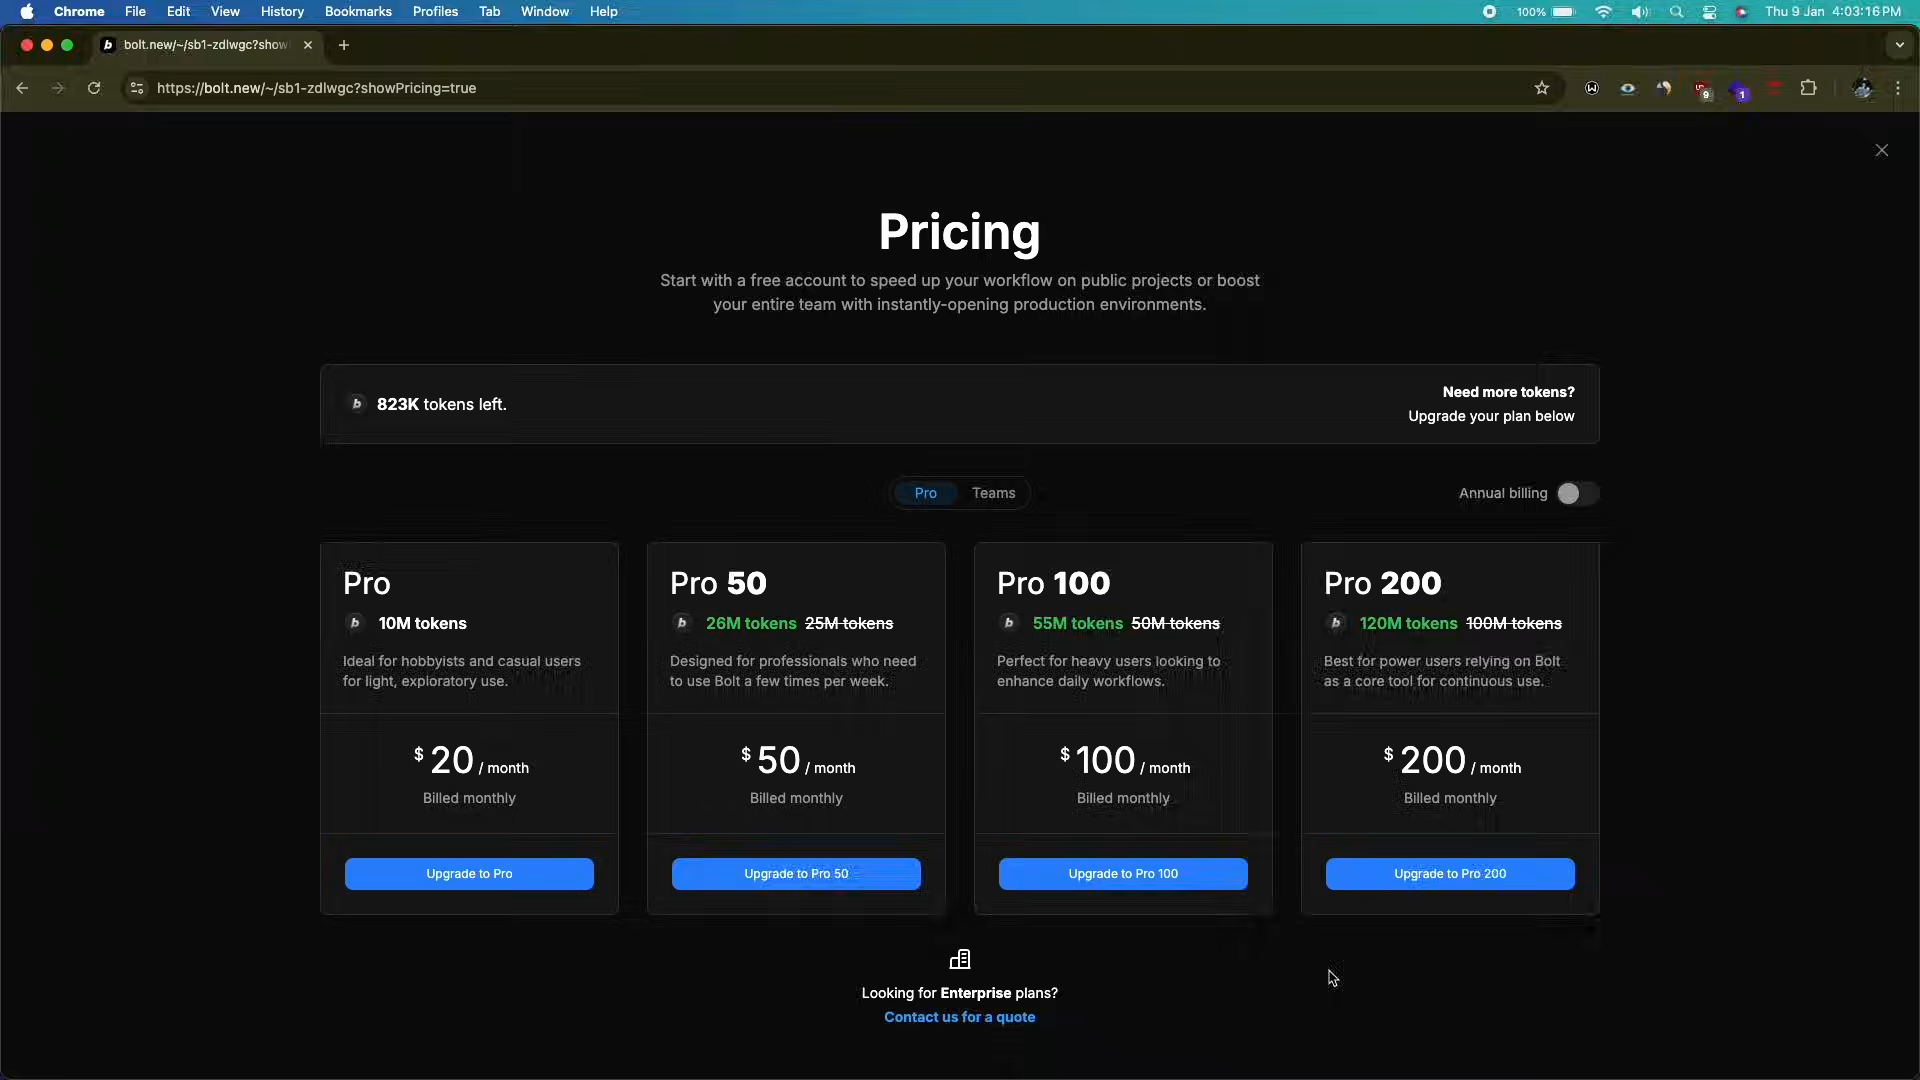 Chrome File Edit View History Bookmarks Profiles Tab Window Help 100% Thu 9 Jan 4:03:16 PM
b bolt.new/~/sb1-zdlwgc?show
https://bolt.new/~/sb1-zdlwgc?showPricing=true 9 1
Pricing
Start with a free account to speed up your workflow on public projects or boost
your entire team with instantly-opening production environments.
b 823K tokens left.
Need more tokens?
Upgrade your plan below
Pro Teams
Annual billing
Pro
b 10M tokens
Ideal for hobbyists and casual users
for light, exploratory use.
$ 20 / month
Billed monthly
Upgrade to Pro
Pro 50
b 26M tokens 25M tokens
Designed for professionals who need
to use Bolt a few times per week.
$ 50 / month
Billed monthly
Upgrade to Pro 50
Pro 100
b 55M tokens 50M tokens
Perfect for heavy users looking to
enhance daily workflows.
$ 100 / month
Billed monthly
Upgrade to Pro 100
Pro 200
b 120M tokens 100M tokens
Best for power users relying on Bolt
as a core tool for continuous use.
$ 200 / month
Billed monthly
Upgrade to Pro 200
Looking for Enterprise plans?
Contact us for a quote